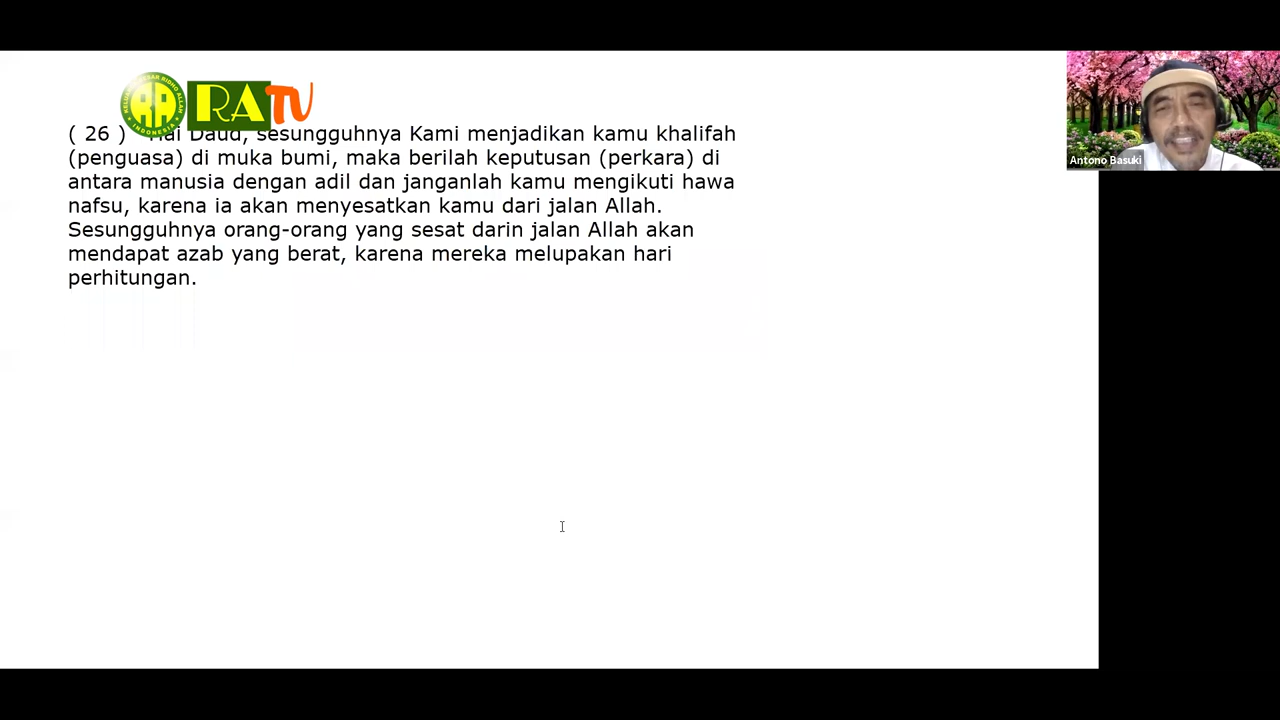 RATV
RA
INDONESIA
( 26 ) Hai Daud, sesungguhnya Kami menjadikan kamu khalifah
(penguasa) di muka bumi, maka berilah keputusan (perkara) di
antara manusia dengan adil dan janganlah kamu mengikuti hawa
nafsu, karena ia akan menyesatkan kamu dari jalan Allah.
Sesungguhnya orang-orang yang sesat darin jalan Allah akan
mendapat azab yang berat, karena mereka melupakan hari
perhitungan.
Antono Basuki